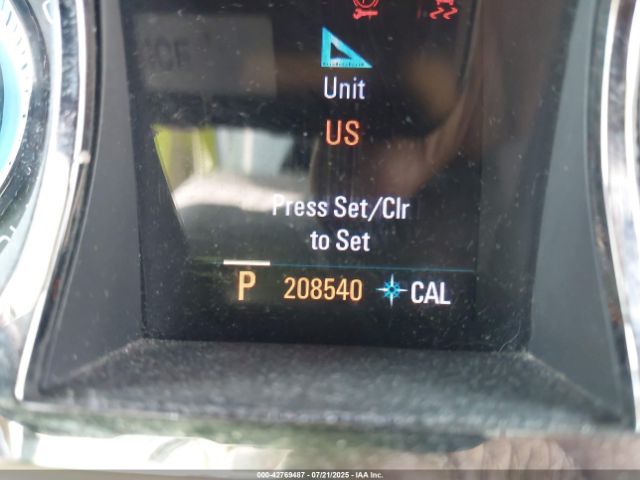 Unit
US
Press Set/Clr
to Set
P 208540 CAL
000-42769487 - 07/21/2025 - IAA Inc.